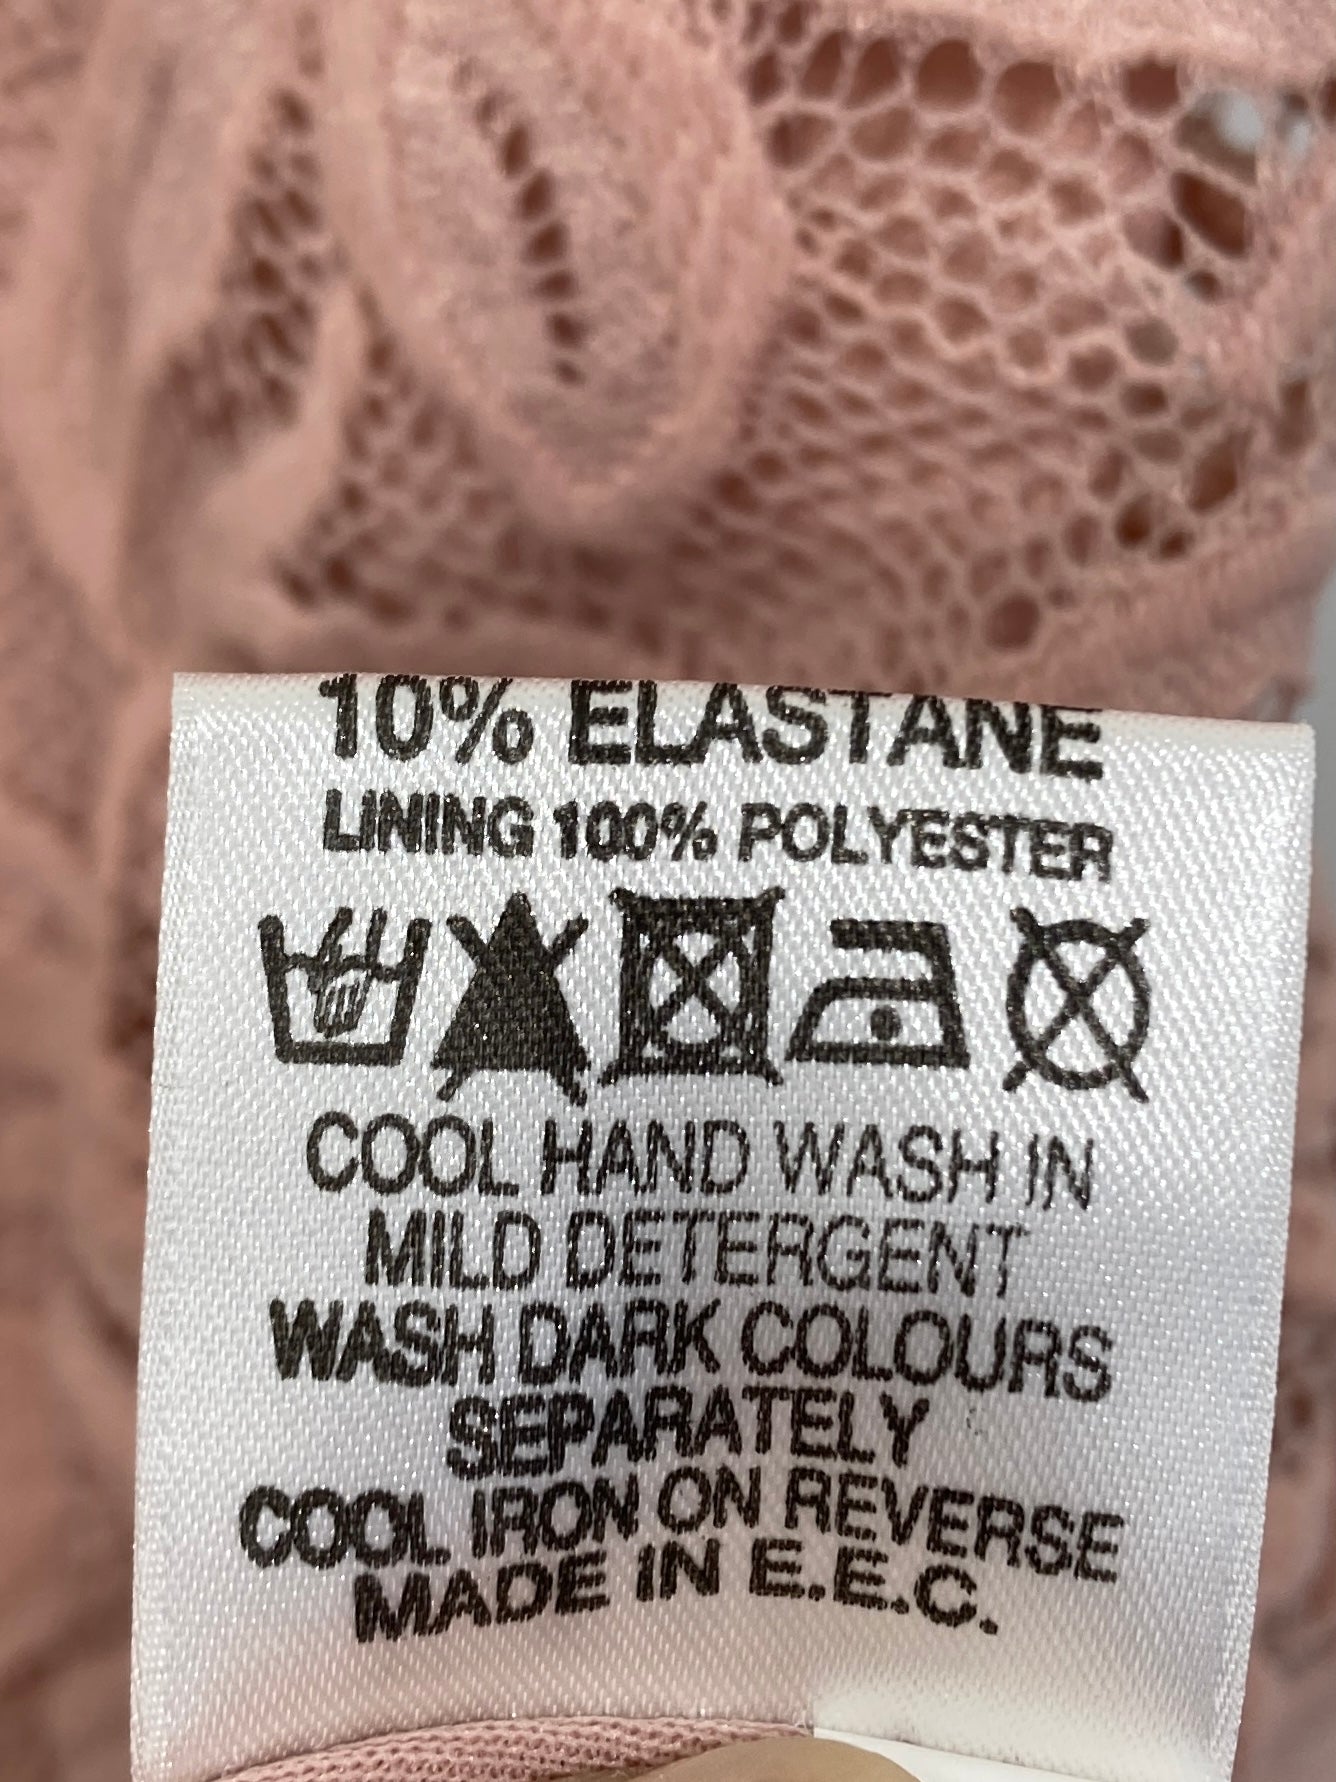 10% ELASTANE
LINING 100% POLYESTER
COOL HAND WASH IN
MILD DETERGENT
WASH DARK COLOURS
SEPARATELY
COOL IRON ON REVERSE
MADE IN E.E.C.